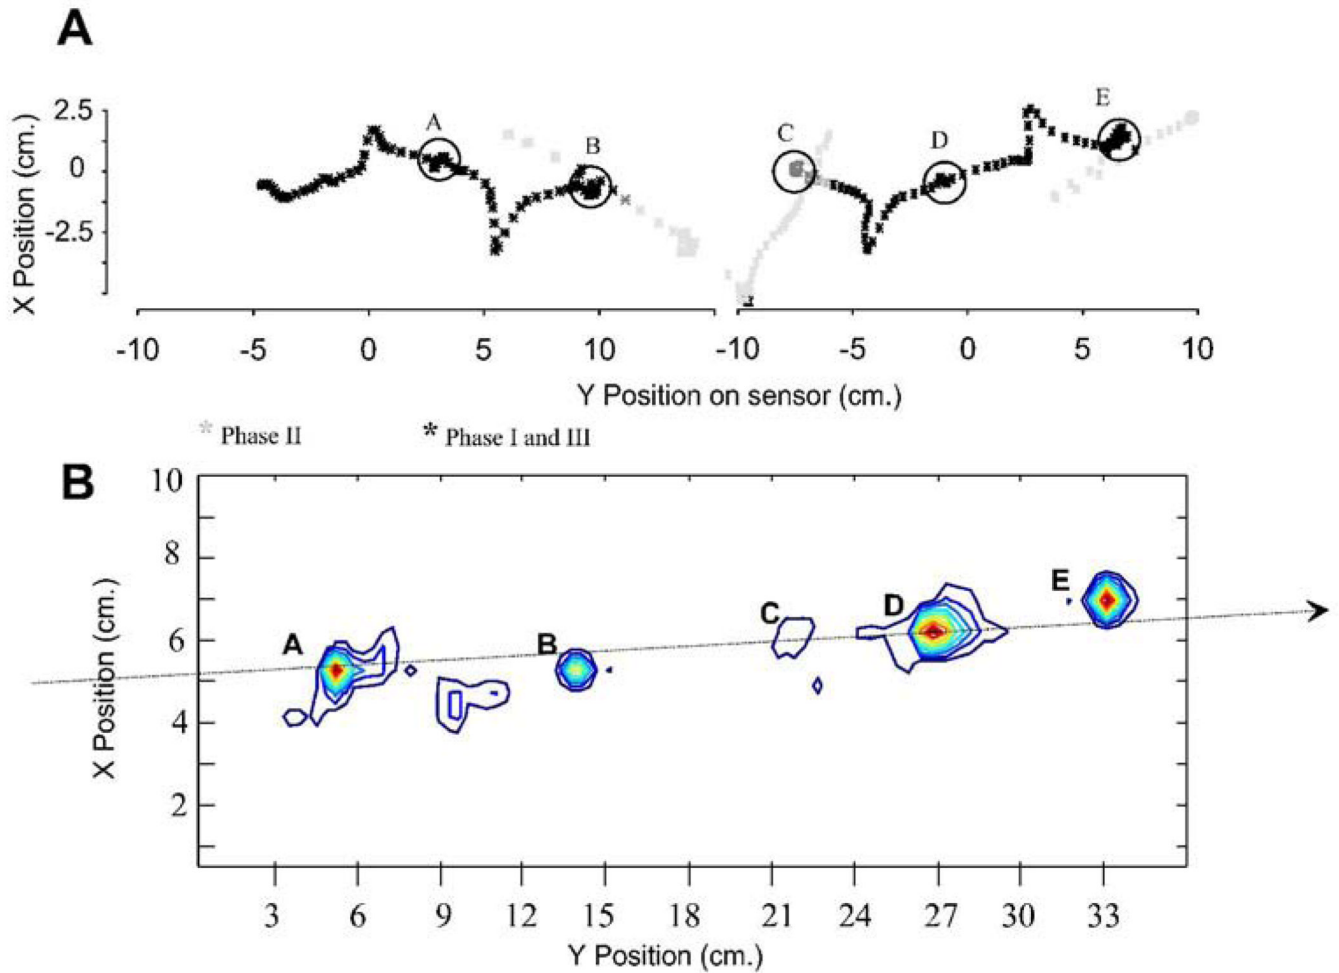 A
X Position (cm.)
2.5
0
-2.5
A
B
C
D
E
-10 -5 0 5 10 -10 -5 0 5 10
Y Position on sensor (cm.)
* Phase II * Phase I and III
B
X Position (cm.)
10
8
6
4
2
A
B
C
D
E
3 6 9 12 15 18 21 24 27 30 33
Y Position (cm.)